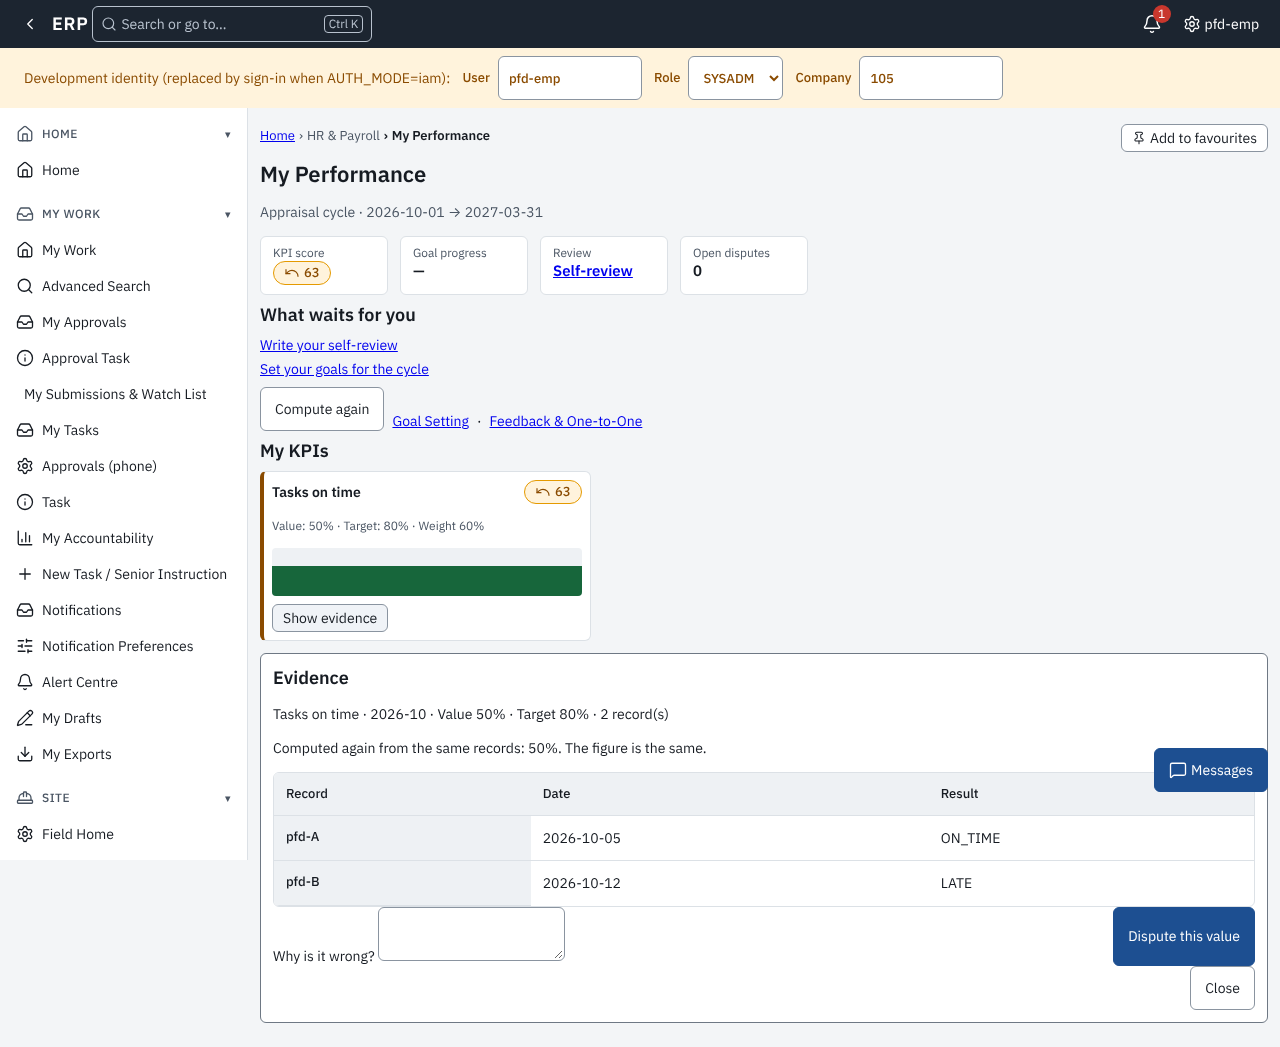 ERP
Search or go to...
Ctrl K
1
pfd-emp
Development identity (replaced by sign-in when AUTH_MODE=iam):
User
pfd-emp
Role
SYSADM
Company
105
HOME
Home
MY WORK
My Work
Advanced Search
My Approvals
Approval Task
My Submissions & Watch List
My Tasks
Approvals (phone)
Task
My Accountability
New Task / Senior Instruction
Notifications
Notification Preferences
Alert Centre
My Drafts
My Exports
SITE
Field Home
Home › HR & Payroll › My Performance
Add to favourites
My Performance
Appraisal cycle · 2026-10-01 → 2027-03-31
KPI score
63
Goal progress
—
Review
Self-review
Open disputes
0
What waits for you
Write your self-review
Set your goals for the cycle
Compute again
Goal Setting · Feedback & One-to-One
My KPIs
Tasks on time
63
Value: 50% · Target: 80% · Weight 60%
Show evidence
Evidence
Tasks on time · 2026-10 · Value 50% · Target 80% · 2 record(s)
Computed again from the same records: 50%. The figure is the same.
Messages
Record Date Result
pfd-A 2026-10-05 ON_TIME
pfd-B 2026-10-12 LATE
Why is it wrong?
Dispute this value
Close